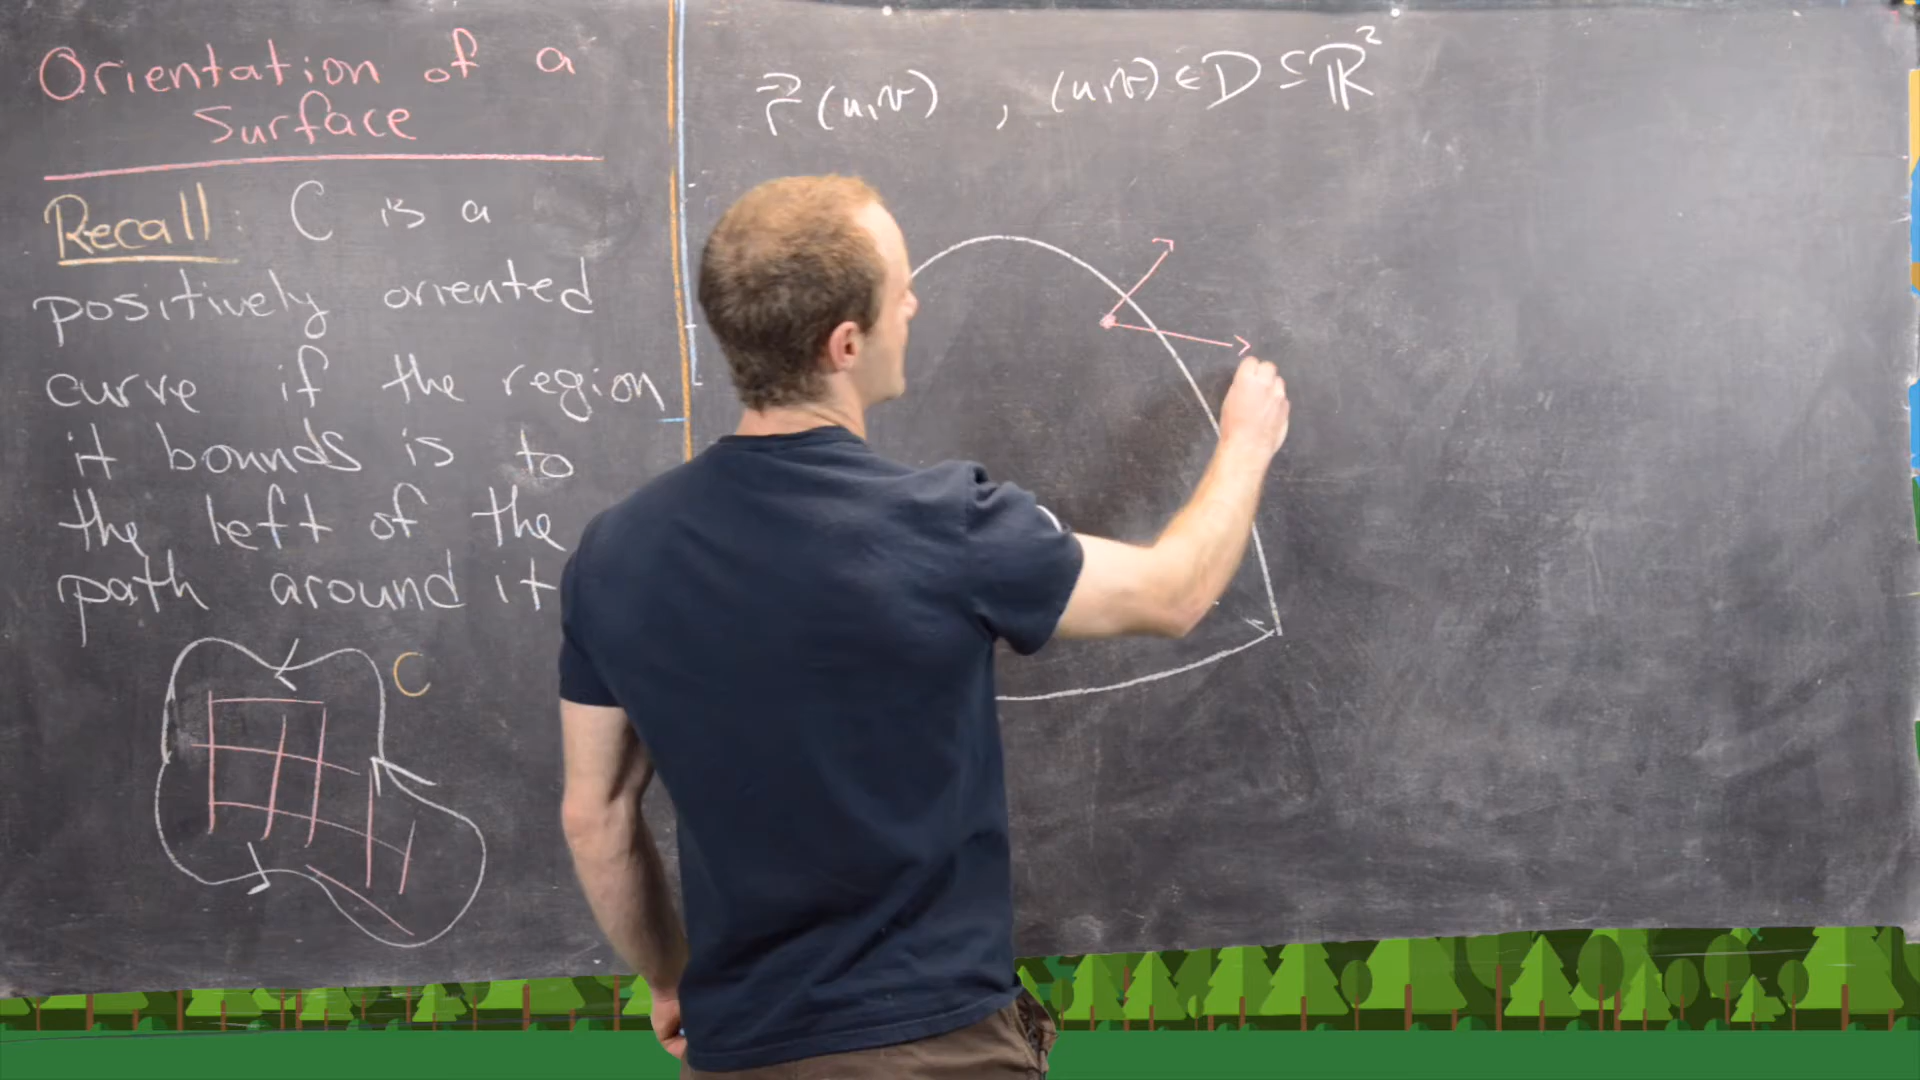 Orientation of a
Surface
Recall: C is a
positively oriented
curve if the region
it bounds is to
the left of the
path around it
C
r⃗(u,v) , (u,v) ∈ D ⊆ ℝ²